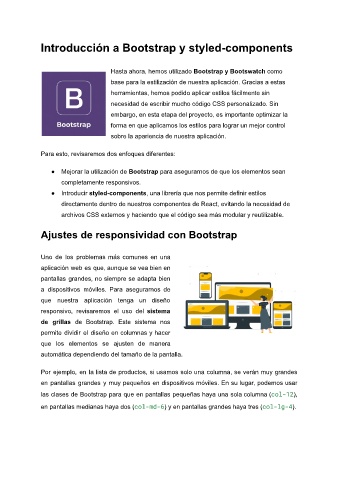 Introducción a Bootstrap y styled-components
B
Bootstrap
Hasta ahora, hemos utilizado Bootstrap y Bootswatch como
base para la estilización de nuestra aplicación. Gracias a estas
herramientas, hemos podido aplicar estilos fácilmente sin
necesidad de escribir mucho código CSS personalizado. Sin
embargo, en esta etapa del proyecto, es importante optimizar la
forma en que aplicamos los estilos para lograr un mejor control
sobre la apariencia de nuestra aplicación.
Para esto, revisaremos dos enfoques diferentes:
● Mejorar la utilización de Bootstrap para asegurarnos de que los elementos sean
completamente responsivos.
● Introducir styled-components, una librería que nos permite definir estilos
directamente dentro de nuestros componentes de React, evitando la necesidad de
archivos CSS externos y haciendo que el código sea más modular y reutilizable.
Ajustes de responsividad con Bootstrap
Uno de los problemas más comunes en una
aplicación web es que, aunque se vea bien en
pantallas grandes, no siempre se adapta bien
a dispositivos móviles. Para asegurarnos de
que nuestra aplicación tenga un diseño
responsivo, revisaremos el uso del sistema
de grillas de Bootstrap. Este sistema nos
permite dividir el diseño en columnas y hacer
que los elementos se ajusten de manera
automática dependiendo del tamaño de la pantalla.
Por ejemplo, en la lista de productos, si usamos solo una columna, se verán muy grandes
en pantallas grandes y muy pequeños en dispositivos móviles. En su lugar, podemos usar
las clases de Bootstrap para que en pantallas pequeñas haya una sola columna (col-12),
en pantallas medianas haya dos (col-md-6) y en pantallas grandes haya tres (col-lg-4).